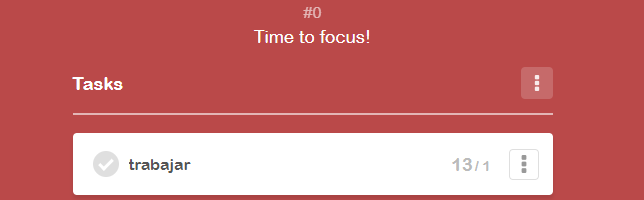 #0
Time to focus!
Tasks
trabajar 13/ 1